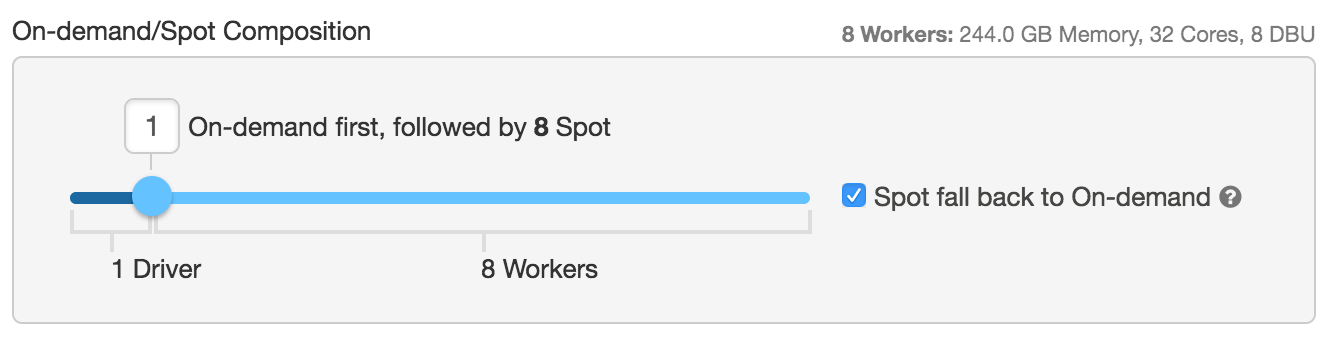 On-demand/Spot Composition
8 Workers: 244.0 GB Memory, 32 Cores, 8 DBU
1 On-demand first, followed by 8 Spot
Spot fall back to On-demand ?
1 Driver
8 Workers